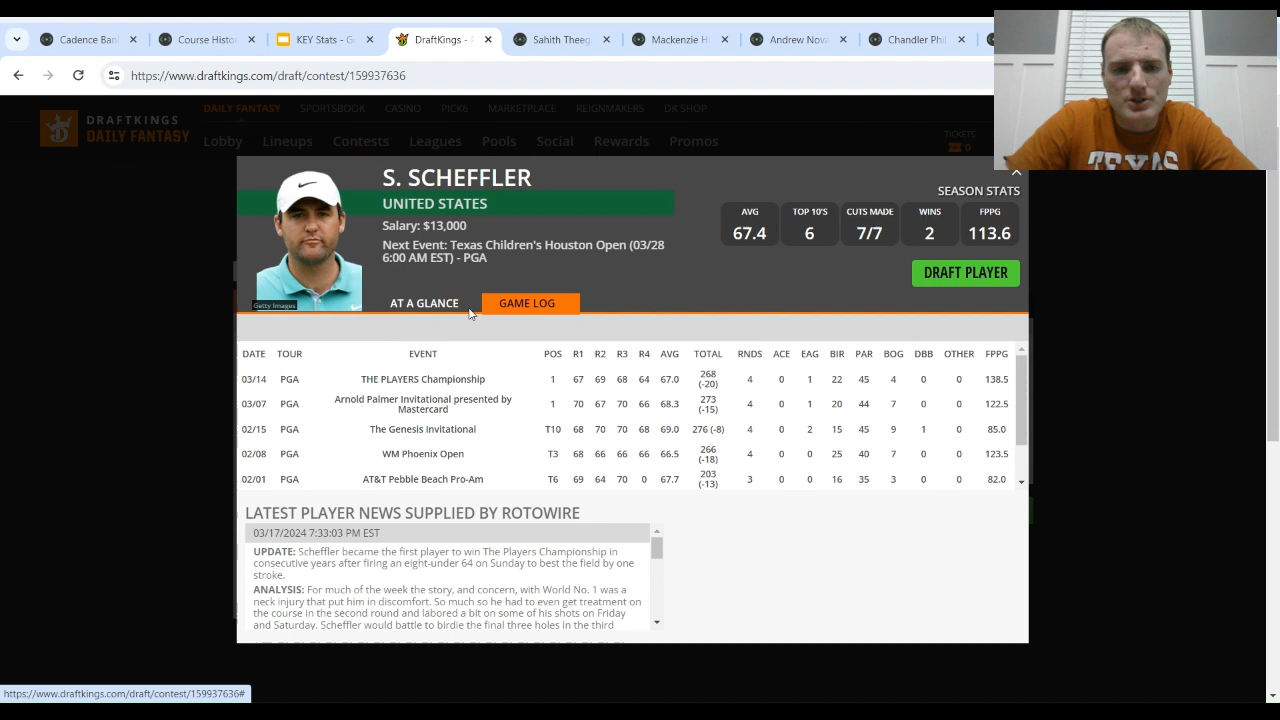 Cadence Ban
Course Histo
KEY Stats - G
DraftKings -
Sahith Theeg
Mackenzie H
Andrew Nova
Chandler Phi
https://www.draftkings.com/draft/contest/159937636
DRAFTKINGS
DAILY FANTASY
DAILY FANTASY SPORTSBOOK CASINO PICK6 MARKETPLACE REIGNMAKERS DK SHOP
Lobby Lineups Contests Leagues Pools Social Rewards Promos
TICKETS
0
TEXAS
S. SCHEFFLER
UNITED STATES
Salary: $13,000
Next Event: Texas Children's Houston Open (03/28
6:00 AM EST) - PGA
Getty Images
SEASON STATS
AVG TOP 10'S CUTS MADE WINS FPPG
67.4 6 7/7 2 113.6
DRAFT PLAYER
AT A GLANCE GAME LOG
DATE TOUR EVENT POS R1 R2 R3 R4 AVG TOTAL RNDS ACE EAG BIR PAR BOG DBB OTHER FPPG
03/14 PGA THE PLAYERS Championship 1 67 69 68 64 67.0 268 (-20) 4 0 1 22 45 4 0 0 138.5
03/07 PGA Arnold Palmer Invitational presented by Mastercard 1 70 67 70 66 68.3 273 (-15) 4 0 1 20 44 7 0 0 122.5
02/15 PGA The Genesis Invitational T10 68 70 70 68 69.0 276 (-8) 4 0 2 15 45 9 1 0 85.0
02/08 PGA WM Phoenix Open T3 68 66 66 66 66.5 266 (-18) 4 0 0 25 40 7 0 0 123.5
02/01 PGA AT&T Pebble Beach Pro-Am T6 69 64 70 0 67.7 203 (-13) 3 0 0 16 35 3 0 0 82.0
LATEST PLAYER NEWS SUPPLIED BY ROTOWIRE
03/17/2024 7:33:03 PM EST
UPDATE: Scheffler became the first player to win The Players Championship in
consecutive years after firing an eight-under 64 on Sunday to best the field by one
stroke.
ANALYSIS: For much of the week the story, and concern, with World No. 1 was a
neck injury that put him in discomfort. So much so he had to even get treatment on
the course in the second round and labored a bit on some of his shots on Friday
and Saturday. Scheffler would battle to birdie the final three holes in the third
https://www.draftkings.com/draft/contest/159937636#